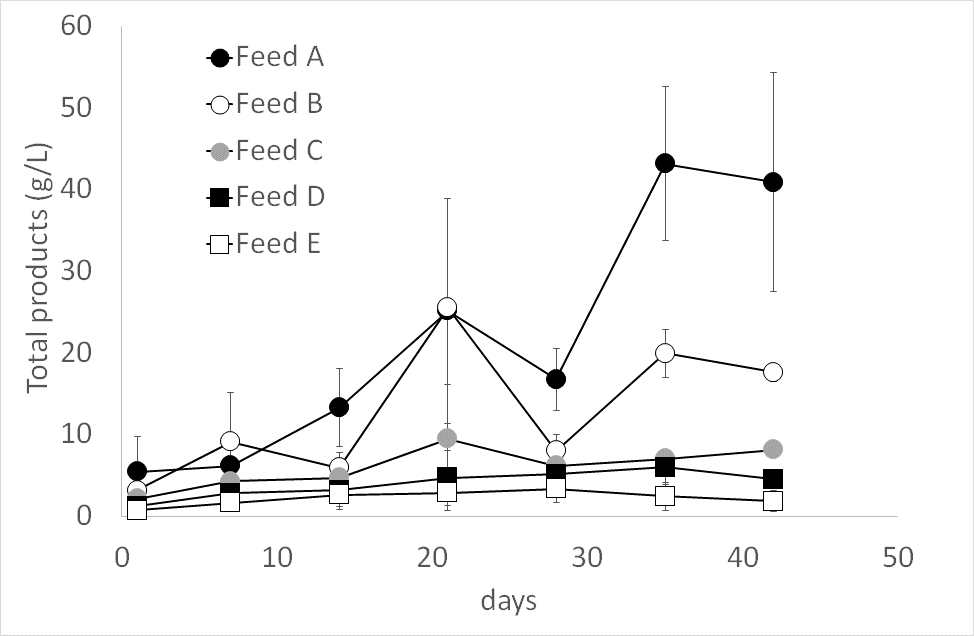 60
50
40
30
20
10
0
Total products (g/L)
Feed A
Feed B
Feed C
Feed D
Feed E
0 10 20 30 40 50
days